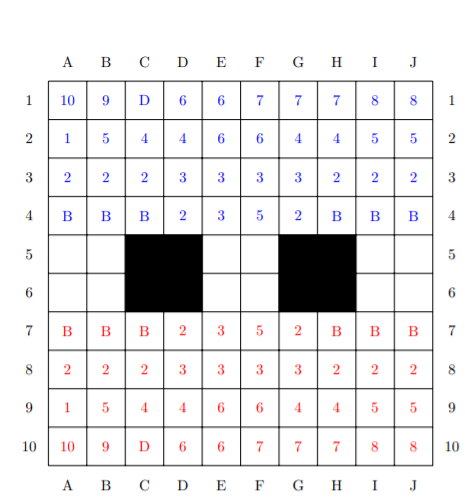 A B C D E F G H I J
1 10 9 D 6 6 7 7 7 8 8 1
2 1 5 4 4 6 6 4 4 5 5 2
3 2 2 2 3 3 3 3 2 2 2 3
4 B B B 2 3 5 2 B B B 4
5 5
6 6
7 B B B 2 3 5 2 B B B 7
8 2 2 2 3 3 3 3 2 2 2 8
9 1 5 4 4 6 6 4 4 5 5 9
10 10 9 D 6 6 7 7 7 8 8 10
A B C D E F G H I J